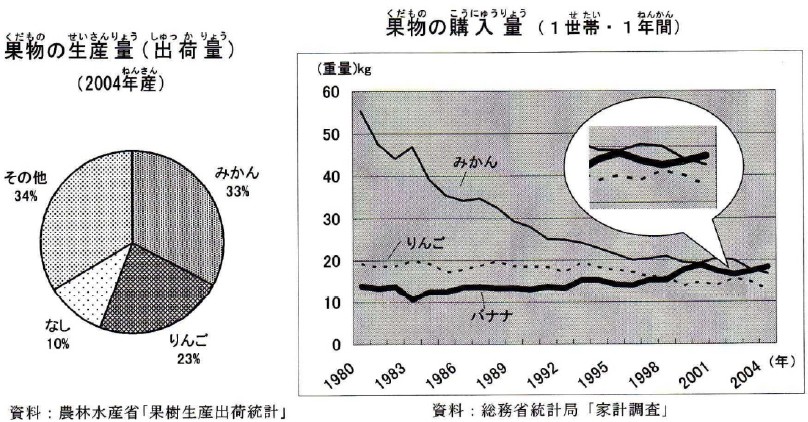 くだもの せいさんりょう しゅっかりょう
果物の生産量(出荷量)
ねんさん
(2004年産)
その他
34%
みかん
33%
なし
10%
りんご
23%
資料：農林水産省「果樹生産出荷統計」
くだもの こうにゅうりょう せたい ねんかん
果物の購入量(1世帯・1年間)
(重量)kg
60
50
40
30
20
10
0
みかん
りんご
バナナ
1980 1983 1986 1989 1992 1995 1998 2001 2004 (年)
資料：総務省統計局「家計調査」